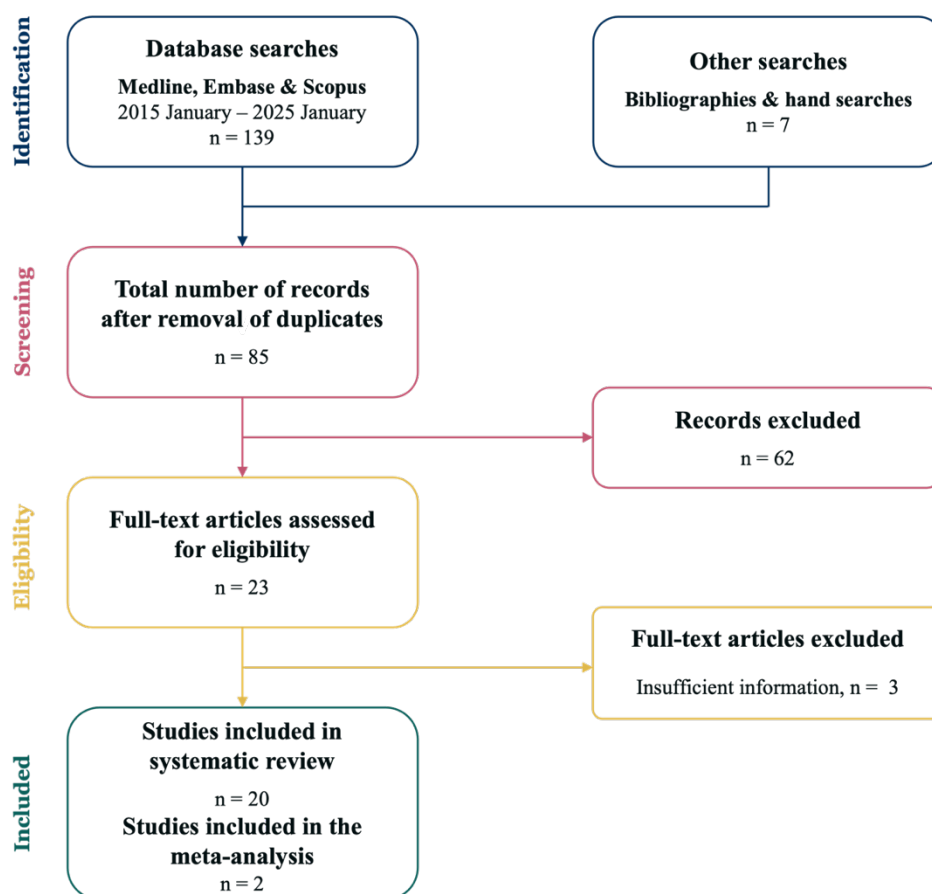 Identification
Database searches
Medline, Embase & Scopus
2015 January – 2025 January
n = 139
Other searches
Bibliographies & hand searches
n = 7
Screening
Total number of records
after removal of duplicates
n = 85
Records excluded
n = 62
Eligibility
Full-text articles assessed
for eligibility
n = 23
Full-text articles excluded
Insufficient information, n = 3
Included
Studies included in
systematic review
n = 20
Studies included in the
meta-analysis
n = 2